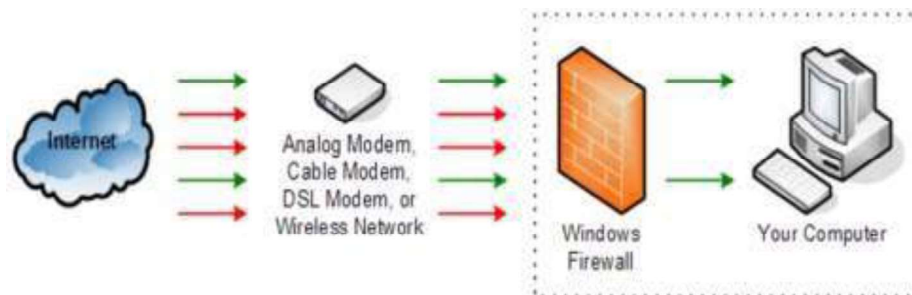 Internet
Analog Modem,
Cable Modem,
DSL Modem, or
Wireless Network
Windows
Firewall
Your Computer